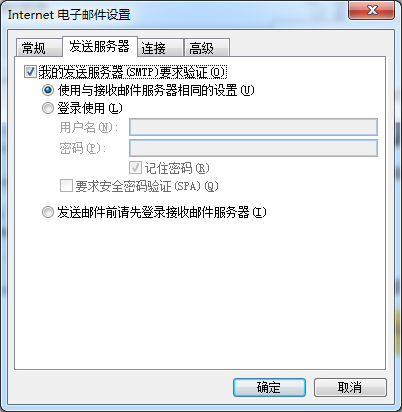 Internet 电子邮件设置
常规 发送服务器 连接 高级
我的发送服务器(SMTP)要求验证(O)
使用与接收邮件服务器相同的设置(U)
登录使用(L)
用户名(N):
密码(P):
记住密码(R)
要求安全密码验证(SPA)(Q)
发送邮件前请先登录接收邮件服务器(I)
确定 取消